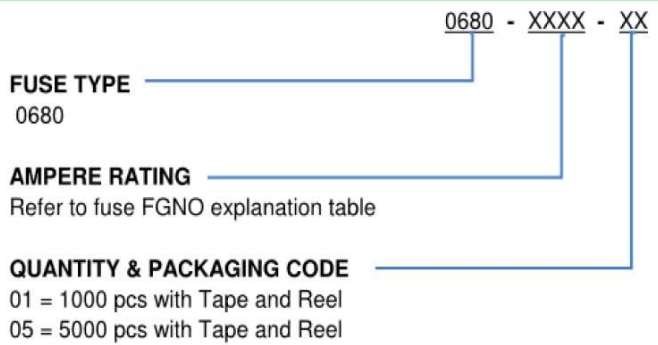 0680 - XXXX - XX
FUSE TYPE
0680
AMPERE RATING
Refer to fuse FGNO explanation table
QUANTITY & PACKAGING CODE
01 = 1000 pcs with Tape and Reel
05 = 5000 pcs with Tape and Reel